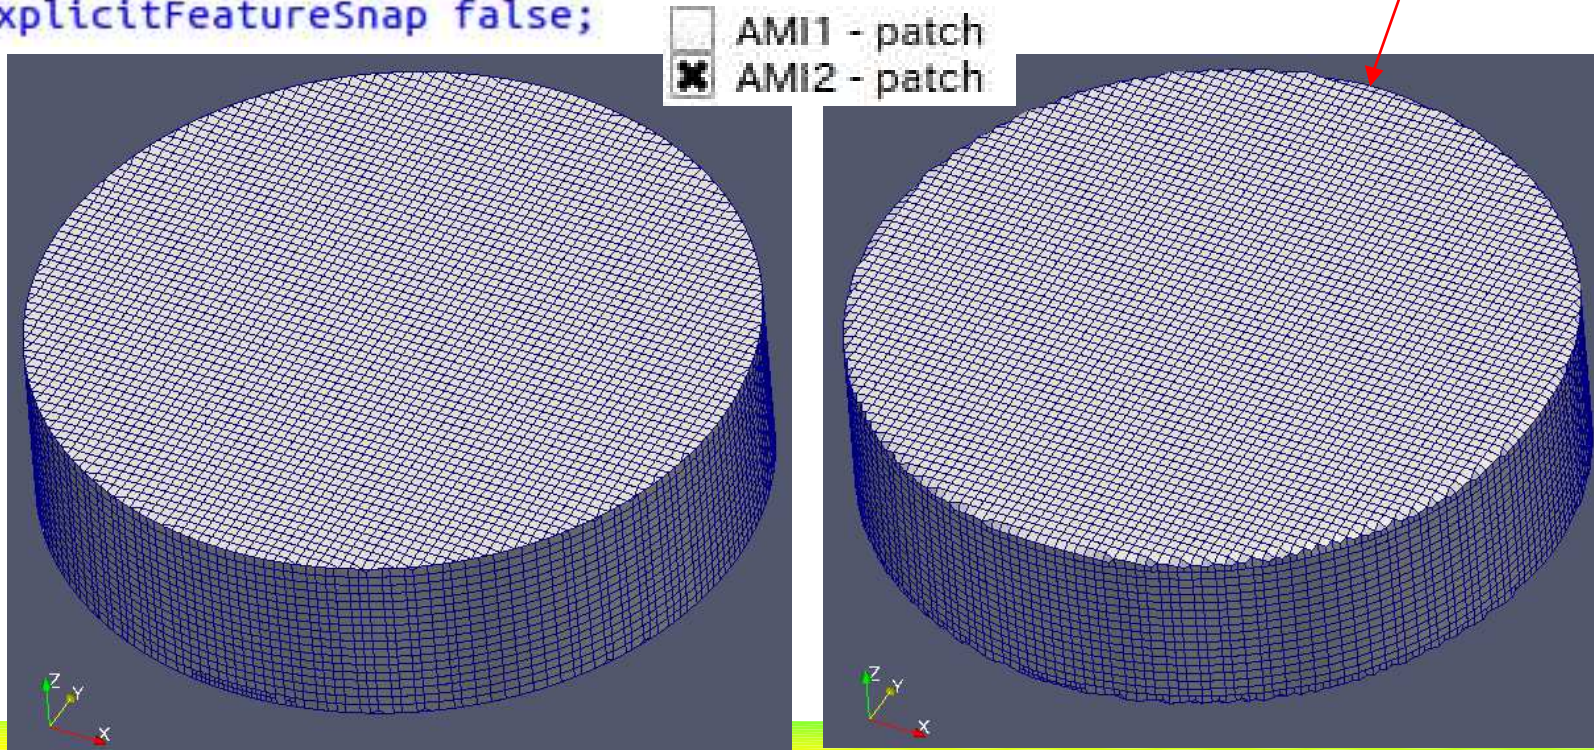 xplicitFeatureSnap false;
AMI1 - patch
AMI2 - patch
Z
Y
X
Z
Y
X